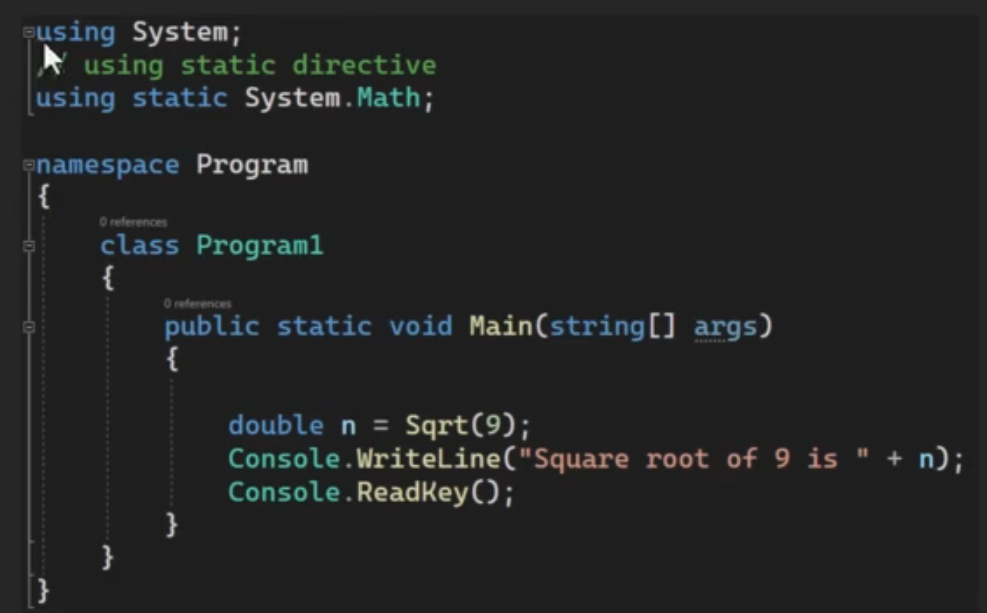 using System;
// using static directive
using static System.Math;
namespace Program
{
0 references
class Program1
{
0 references
public static void Main(string[] args)
{
double n = Sqrt(9);
Console.WriteLine("Square root of 9 is " + n);
Console.ReadKey();
}
}
}